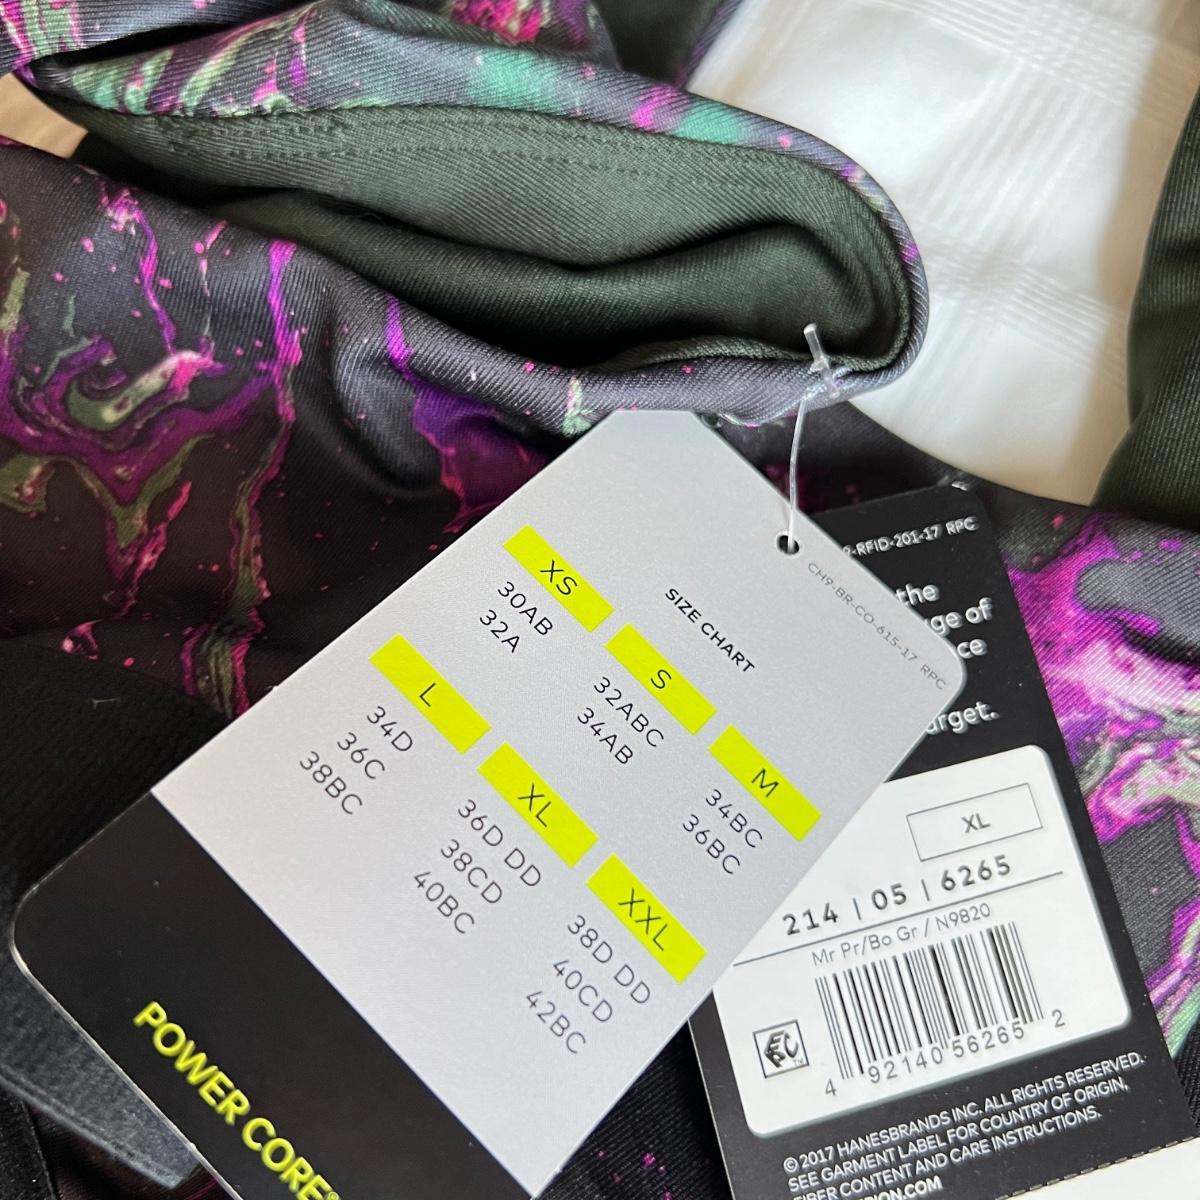 CH9-BR-CO-615-17 RPC
SIZE CHART
XS
30AB
32A
S
32ABC
34AB
M
34BC
36BC
L
34D
36C
38BC
XL
36D DD
38CD
40BC
XXL
38D DD
40CD
42BC
POWER CORE®
-RFID-201-17 RPC
the
ge of
ce
arget.
XL
214 | 05 | 6265
Mr Pr/Bo Gr / N9820
4 92140 56265 2
©2017 HANESBRANDS INC. ALL RIGHTS RESERVED.
SEE GARMENT LABEL FOR COUNTRY OF ORIGIN,
FIBER CONTENT AND CARE INSTRUCTIONS.
PION.COM